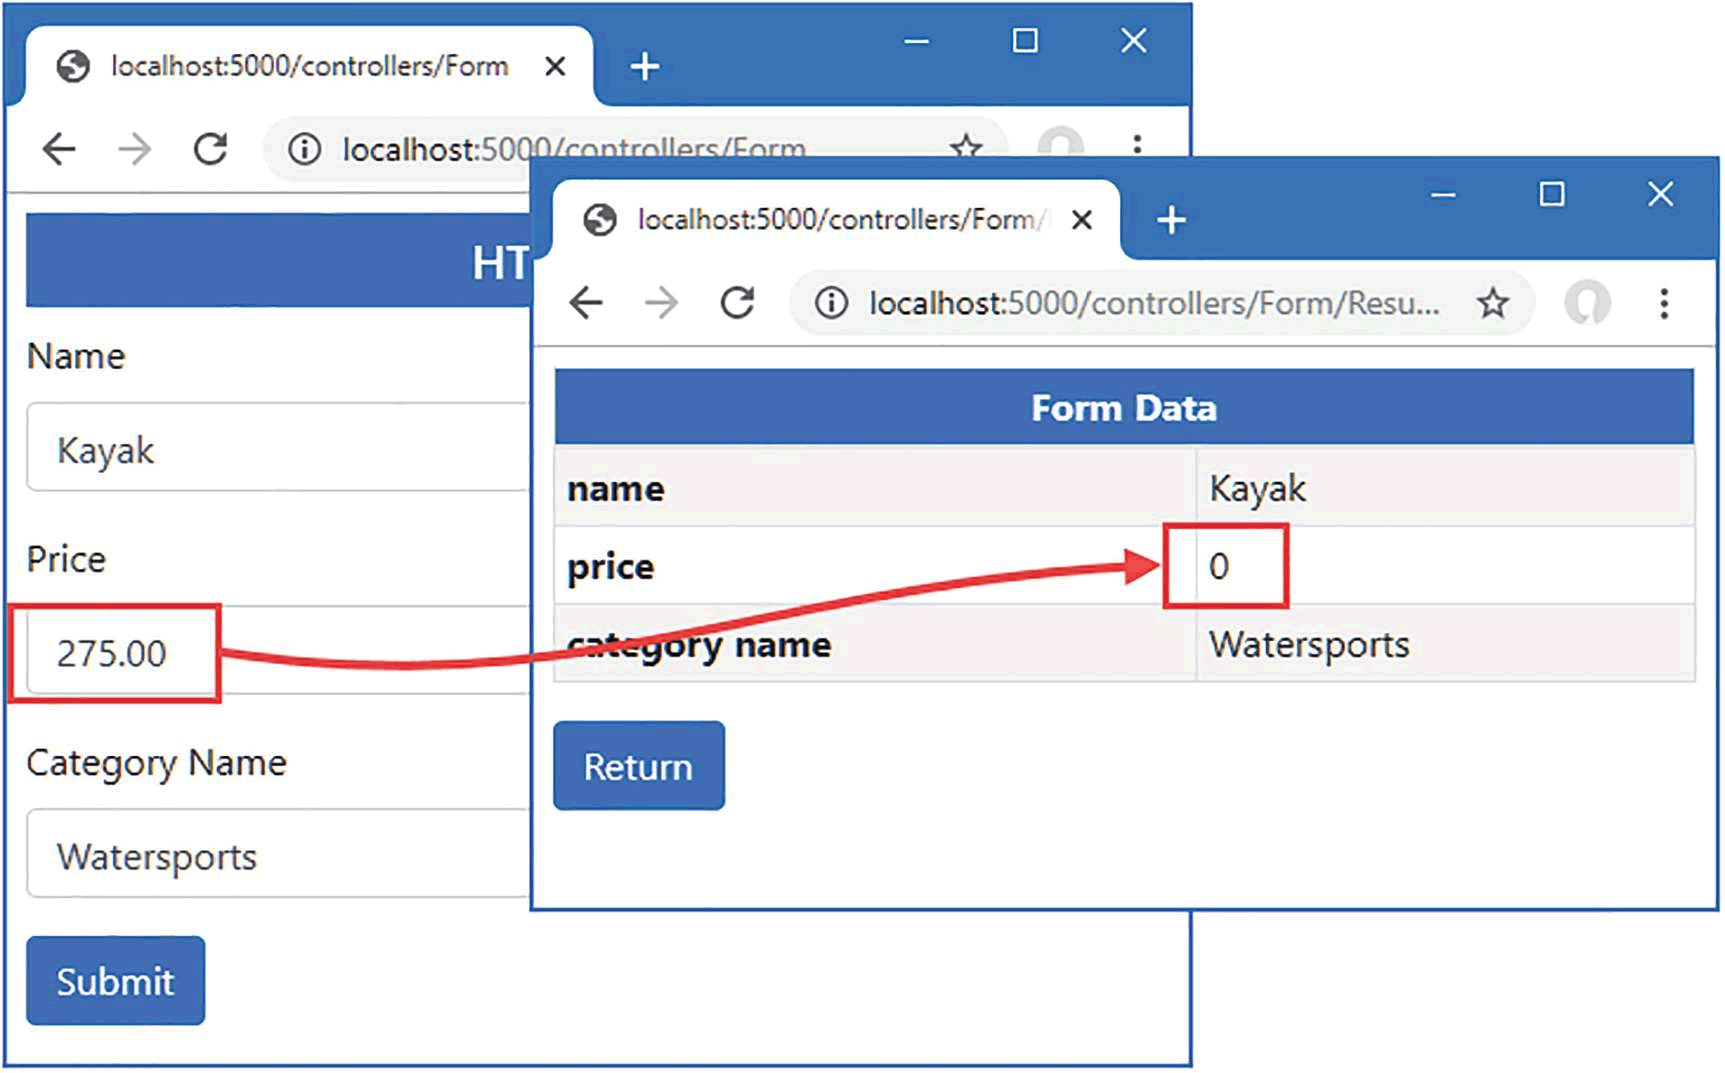 localhost:5000/controllers/Form
localhost:5000/controllers/Form
HT
Name
Kayak
Price
275.00
Category Name
Watersports
Submit
localhost:5000/controllers/Form/
localhost:5000/controllers/Form/Resu...
Form Data
name Kayak
price 0
category name Watersports
Return